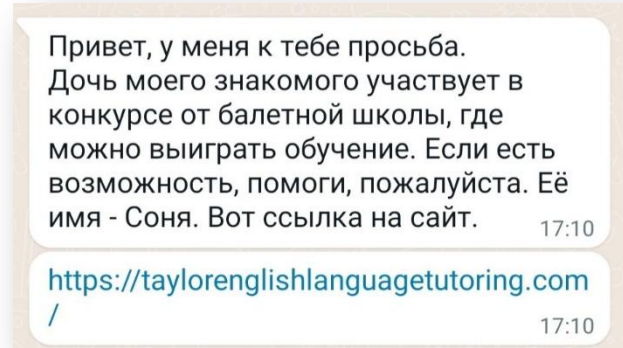 Привет, у меня к тебе просьба.
Дочь моего знакомого участвует в
конкурсе от балетной школы, где
можно выиграть обучение. Если есть
возможность, помоги, пожалуйста. Её
имя - Соня. Вот ссылка на сайт.
17:10
https://taylorenglishlanguagetutoring.com
/
17:10